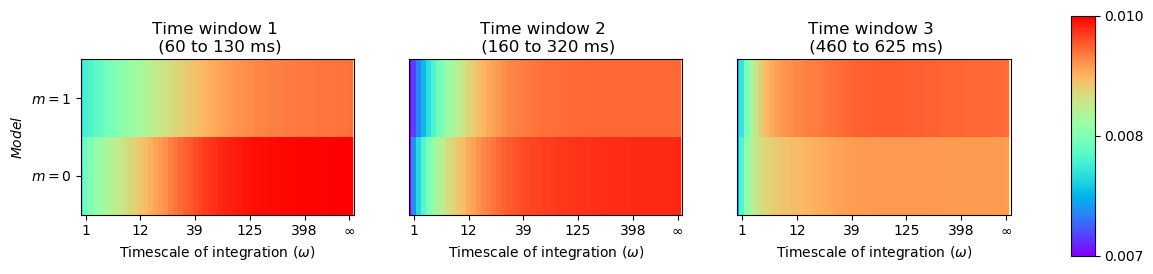 Time window 1
(60 to 130 ms)
Time window 2
(160 to 320 ms)
Time window 3
(460 to 625 ms)
Model
m = 1
m = 0
1 12 39 125 398 ∞
1 12 39 125 398 ∞
1 12 39 125 398 ∞
Timescale of integration (ω)
Timescale of integration (ω)
Timescale of integration (ω)
0.010
0.008
0.007